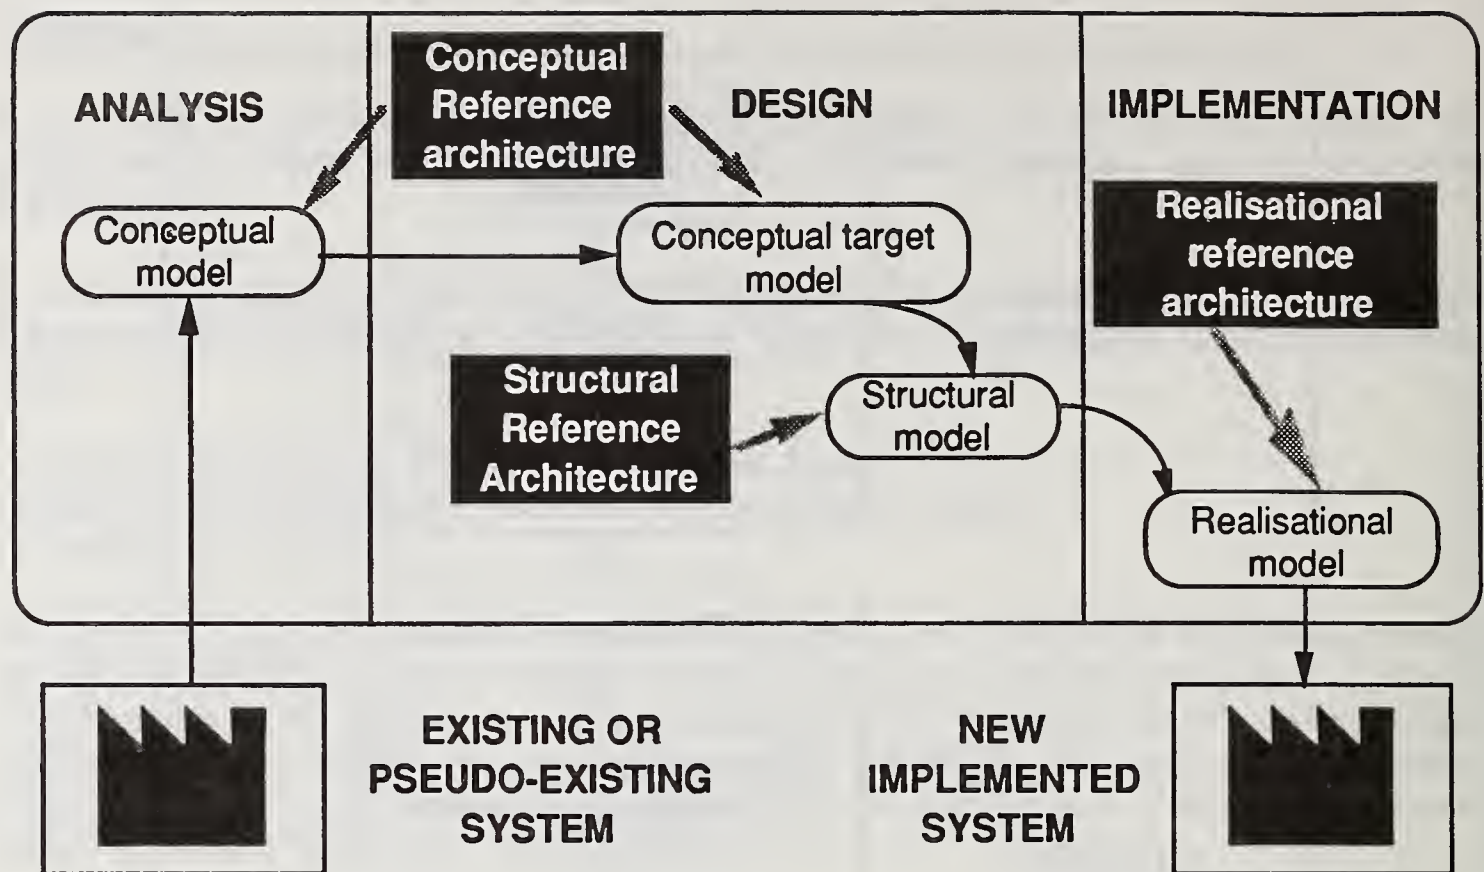 ANALYSIS
Conceptual
Reference
architecture
DESIGN
IMPLEMENTATION
Conceptual
model
Conceptual target
model
Realisational
reference
architecture
Structural
Reference
Architecture
Structural
model
Realisational
model
EXISTING OR
PSEUDO-EXISTING
SYSTEM
NEW
IMPLEMENTED
SYSTEM